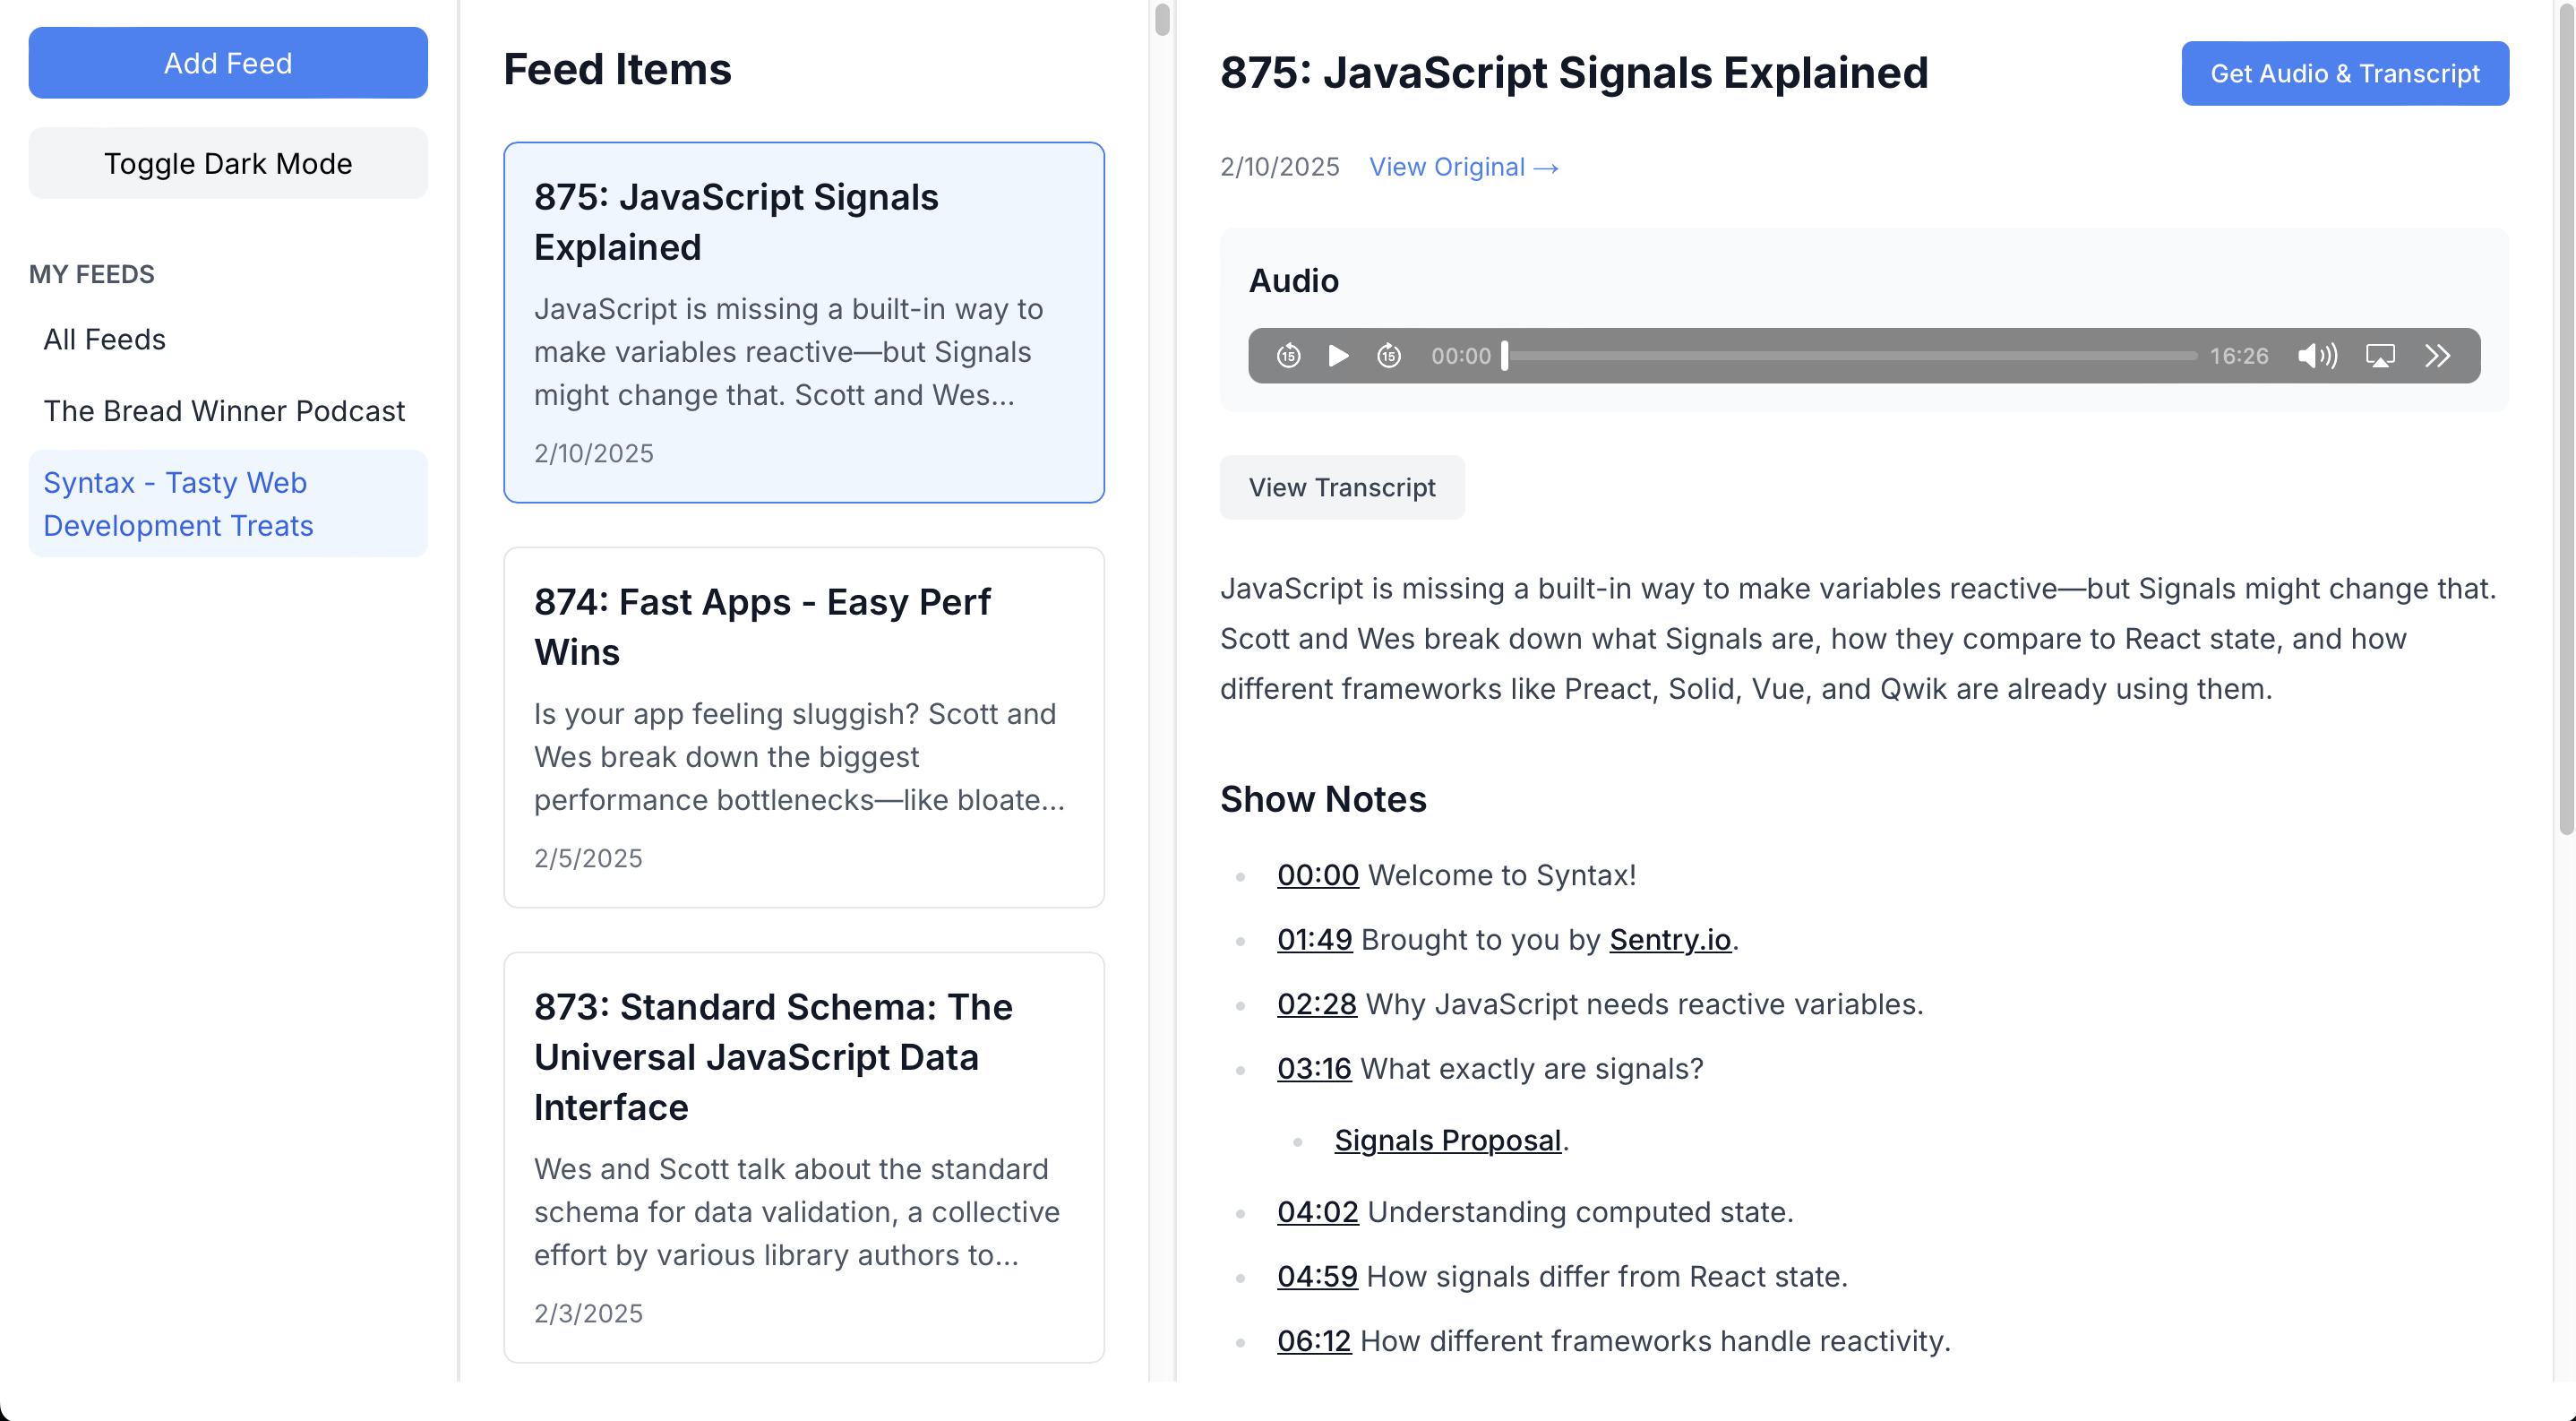 Add Feed
Toggle Dark Mode
MY FEEDS
All Feeds
The Bread Winner Podcast
Syntax - Tasty Web
Development Treats
Feed Items
875: JavaScript Signals
Explained
JavaScript is missing a built-in way to
make variables reactive—but Signals
might change that. Scott and Wes...
2/10/2025
874: Fast Apps - Easy Perf
Wins
Is your app feeling sluggish? Scott and
Wes break down the biggest
performance bottlenecks—like bloate...
2/5/2025
873: Standard Schema: The
Universal JavaScript Data
Interface
Wes and Scott talk about the standard
schema for data validation, a collective
effort by various library authors to...
2/3/2025
875: JavaScript Signals Explained
Get Audio & Transcript
2/10/2025 View Original →
Audio
15 15 00:00 16:26
View Transcript
JavaScript is missing a built-in way to make variables reactive—but Signals might change that.
Scott and Wes break down what Signals are, how they compare to React state, and how
different frameworks like Preact, Solid, Vue, and Qwik are already using them.
Show Notes
00:00 Welcome to Syntax!
01:49 Brought to you by Sentry.io.
02:28 Why JavaScript needs reactive variables.
03:16 What exactly are signals?
Signals Proposal.
04:02 Understanding computed state.
04:59 How signals differ from React state.
06:12 How different frameworks handle reactivity.